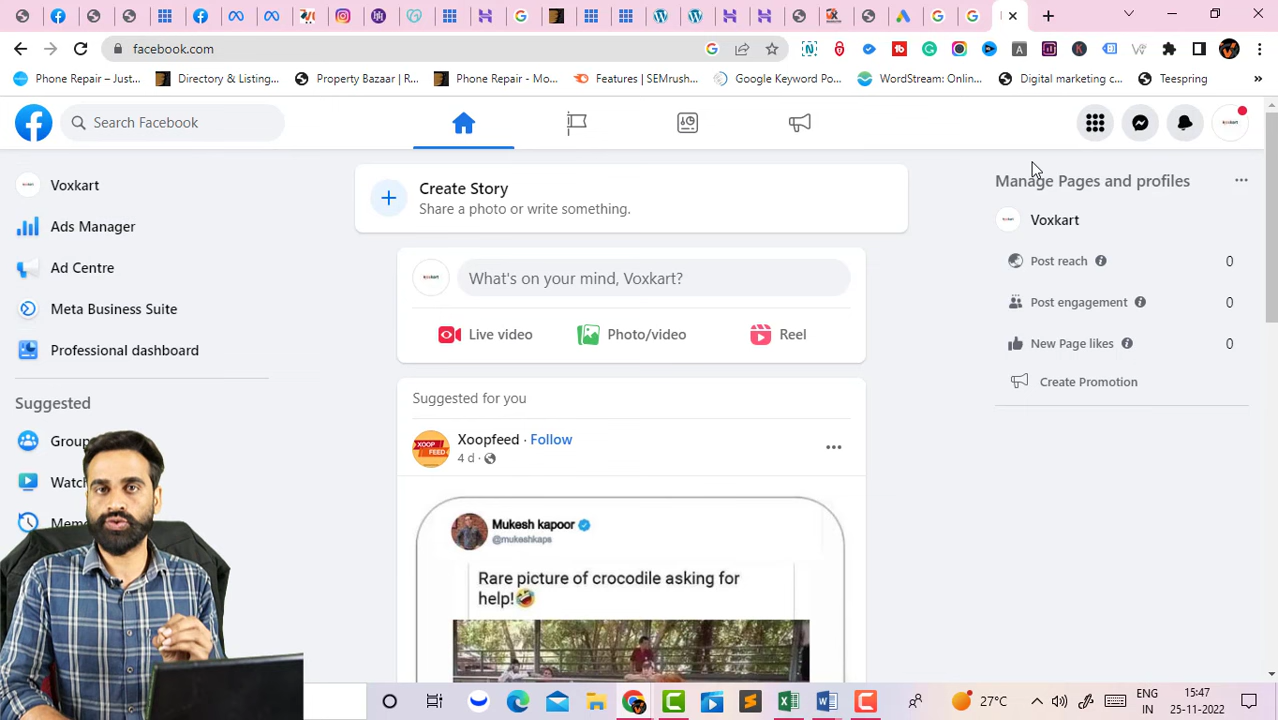 facebook.com
Phone Repair – Just...
Directory & Listing...
Property Bazaar | R...
Phone Repair - Mo...
Features | SEMrush...
Google Keyword Po...
WordStream: Onlin...
Digital marketing c...
Teespring
Search Facebook
Voxkart
Ads Manager
Ad Centre
Meta Business Suite
Professional dashboard
Suggested
Create Story
Share a photo or write something.
What's on your mind, Voxkart?
Live video
Photo/video
Reel
Suggested for you
Xoopfeed · Follow
4 d ·
XOOP
FEED
Mukesh kapoor
@mukeshkaps
Rare picture of crocodile asking for
help!
Manage Pages and profiles
Voxkart
Post reach
0
Post engagement
0
New Page likes
0
Create Promotion
27°C
ENG
IN
15:47
25-11-2022